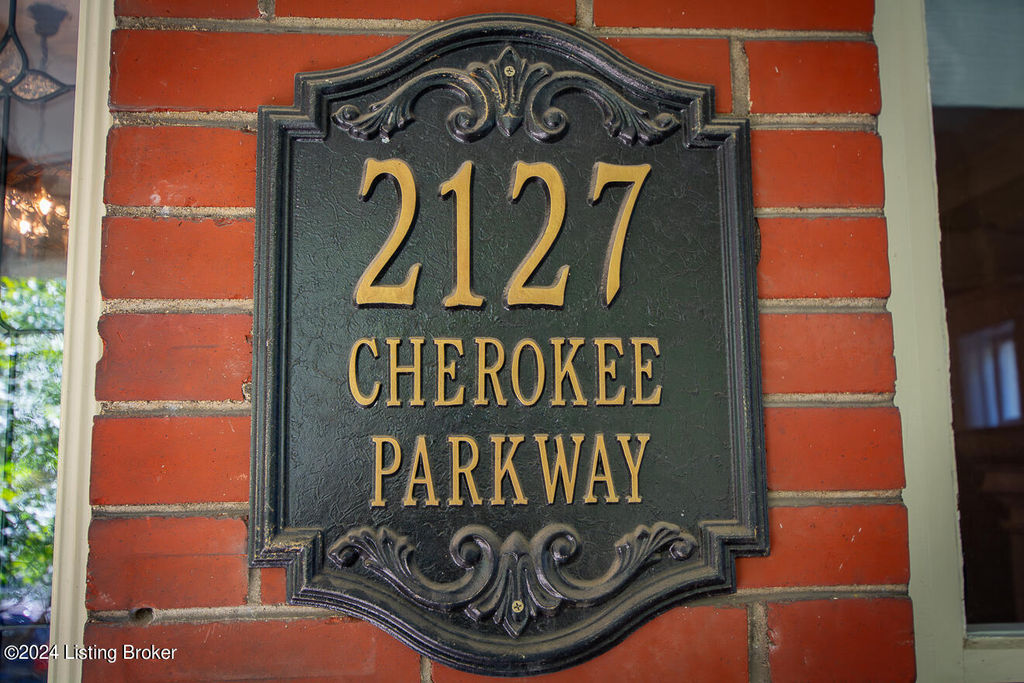 2127
CHEROKEE
PARKWAY
©2024 Listing Broker